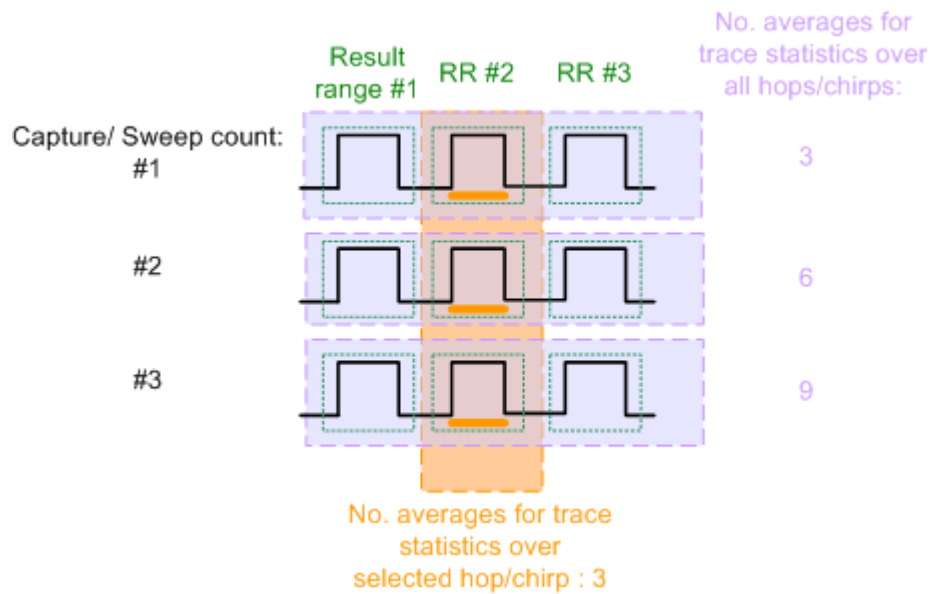 No. averages for
trace statistics over
all hops/chirps:
Result
range #1
RR #2
RR #3
Capture/ Sweep count:
#1
3
#2
6
#3
9
No. averages for trace
statistics over
selected hop/chirp : 3